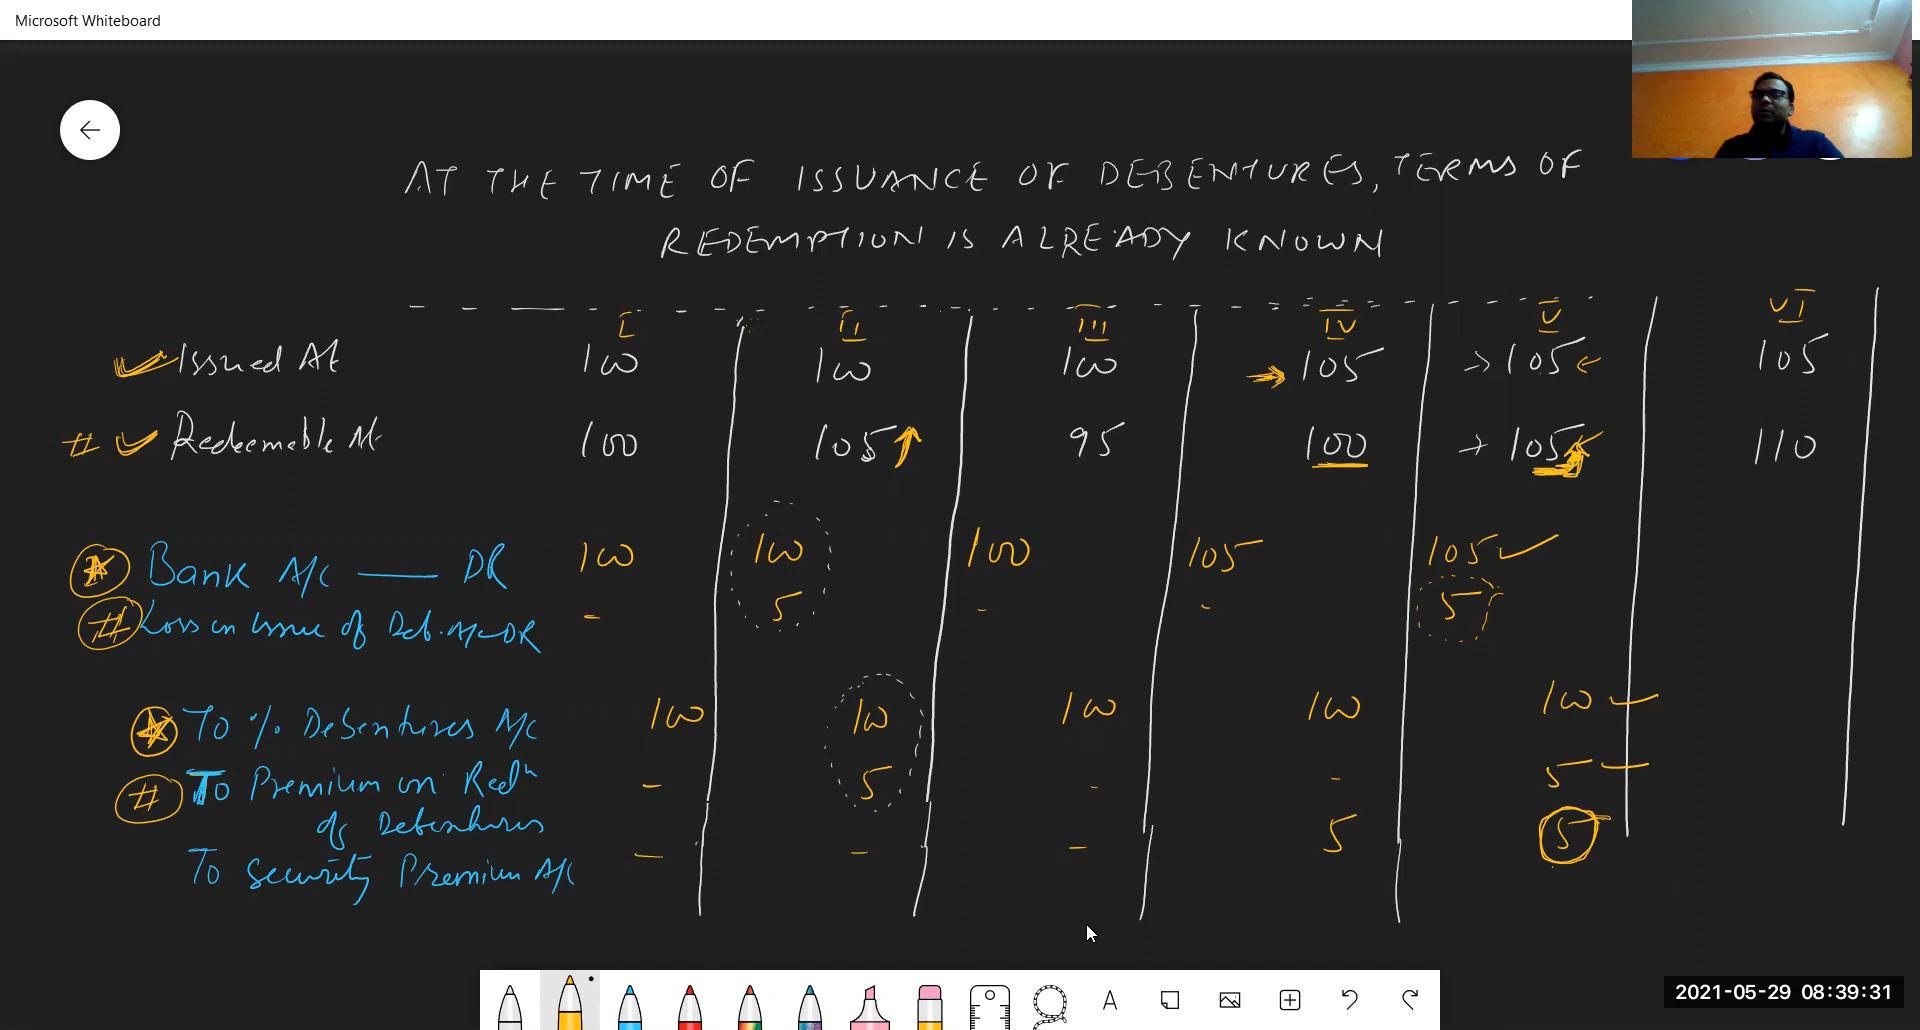 Microsoft Whiteboard
AT THE TIME OF ISSUANCE OF DEBENTURES, TERMS OF
REDEMPTION IS ALREADY KNOWN
I II III IV V VI
Issued At 100 100 100 → 105 → 105 ← 105
# Redeemable At 100 105 ↑ 95 100 → 105 110
Bank A/C — DR 100 100 100 105 105
# Loss on Issue of Deb. A/C — DR - 5 - - 5
To % Debentures A/C 100 100 100 100 100
# To Premium on Redⁿ - 5 - - 5
of Debentures
To Security Premium A/C - - - 5 5
2021-05-29 08:39:31